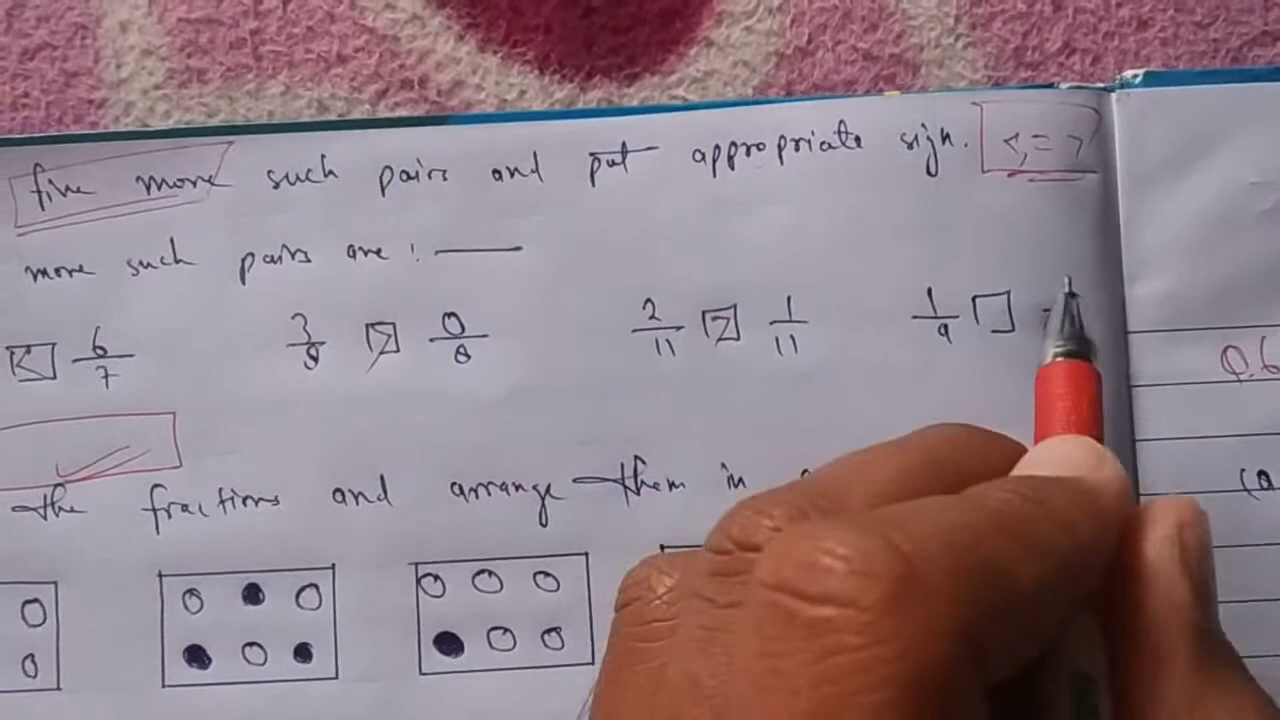 five more such pairs and put appropriate sign. <, = >
more such pairs are : —
< 6/7 3/8 > 0/8 2/11 > 1/11 1/9
the fractions and arrange them in
Q.6
(a